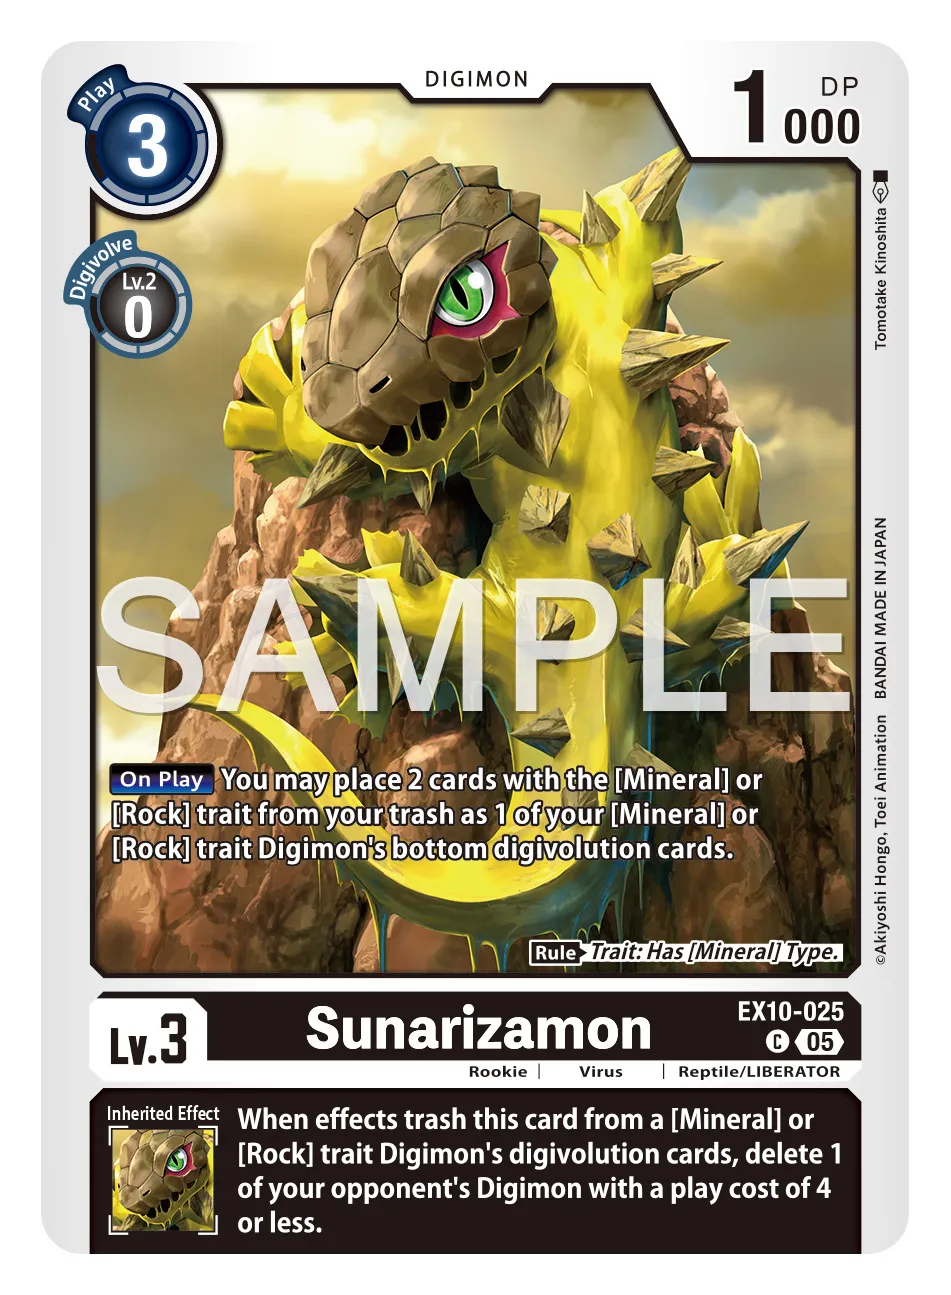 DIGIMON
Play
3
1000
DP
Digivolve
Lv.2
0
Tomotake Kinoshita
BANDAI MADE IN JAPAN
©Akiyoshi Hongo, Toei Animation
SAMPLE
On Play You may place 2 cards with the [Mineral] or
[Rock] trait from your trash as 1 of your [Mineral] or
[Rock] trait Digimon's bottom digivolution cards.
Rule Trait: Has [Mineral] Type.
Lv.3
Sunarizamon
EX10-025
C 05
Rookie | Virus | Reptile/LIBERATOR
Inherited Effect
When effects trash this card from a [Mineral] or
[Rock] trait Digimon's digivolution cards, delete 1
of your opponent's Digimon with a play cost of 4
or less.